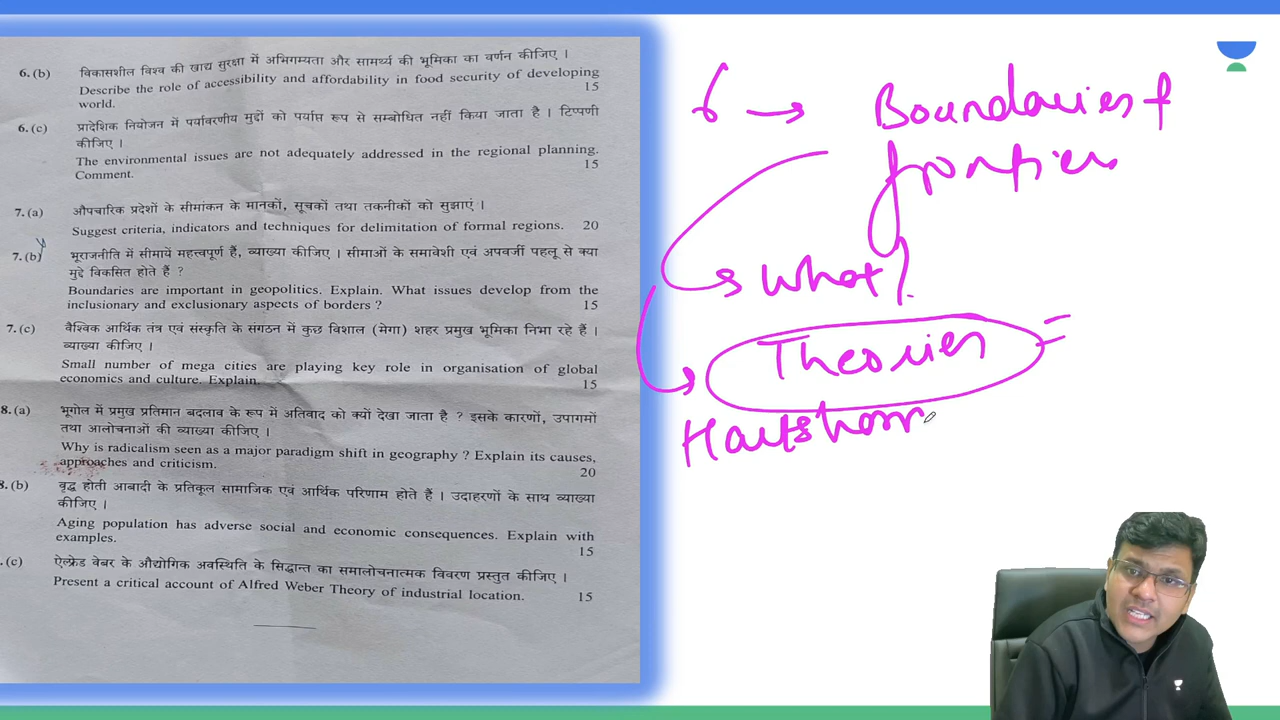 6.(b) विकासशील विश्व की खाद्य सुरक्षा में अभिगम्यता और सामर्थ्य की भूमिका का वर्णन कीजिए ।
Describe the role of accessibility and affordability in food security of developing
world. 15
6.(c) प्रादेशिक नियोजन में पर्यावरणीय मुद्दों को पर्याप्त रूप से सम्बोधित नहीं किया जाता है । टिप्पणी
कीजिए ।
The environmental issues are not adequately addressed in the regional planning.
Comment. 15
7.(a) औपचारिक प्रदेशों के सीमांकन के मानकों, सूचकों तथा तकनीकों को सुझाएं ।
Suggest criteria, indicators and techniques for delimitation of formal regions. 20
7.(b) भूराजनीति में सीमायें महत्वपूर्ण हैं, व्याख्या कीजिए । सीमाओं के समावेशी एवं अपवर्जी पहलू से क्या
मुद्दे विकसित होते हैं ?
Boundaries are important in geopolitics. Explain. What issues develop from the
inclusionary and exclusionary aspects of borders ? 15
7.(c) वैश्विक आर्थिक तंत्र एवं संस्कृति के संगठन में कुछ विशाल (मेगा) शहर प्रमुख भूमिका निभा रहे हैं ।
व्याख्या कीजिए ।
Small number of mega cities are playing key role in organisation of global
economics and culture. Explain. 15
8.(a) भूगोल में प्रमुख प्रतिमान बदलाव के रूप में अतिवाद को क्यों देखा जाता है ? इसके कारणों, उपागमों
तथा आलोचनाओं की व्याख्या कीजिए ।
Why is radicalism seen as a major paradigm shift in geography ? Explain its causes,
approaches and criticism. 20
8.(b) वृद्ध होती आबादी के प्रतिकूल सामाजिक एवं आर्थिक परिणाम होते हैं । उदाहरणों के साथ व्याख्या
कीजिए ।
Aging population has adverse social and economic consequences. Explain with
examples. 15
.(c) ऐल्फ्रेड वेबर के औद्योगिक अवस्थिति के सिद्धान्त का समालोचनात्मक विवरण प्रस्तुत कीजिए ।
Present a critical account of Alfred Weber Theory of industrial location. 15
6 → Boundaries &
frontiers
What?
Theories =